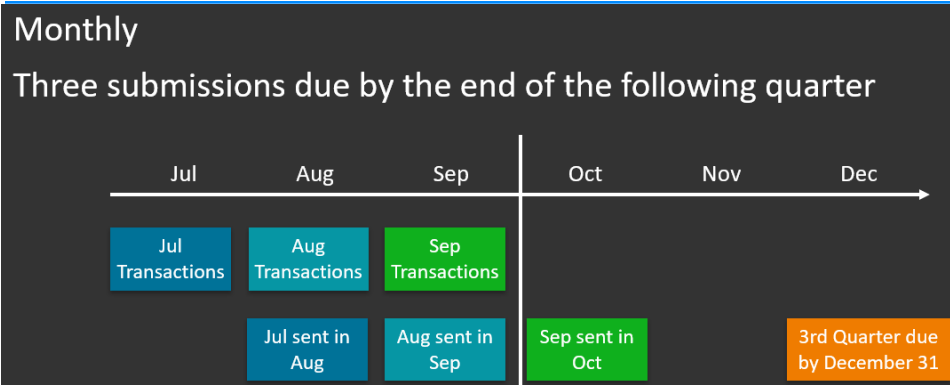 Monthly
Three submissions due by the end of the following quarter
Jul Aug Sep Oct Nov Dec
Jul
Transactions
Aug
Transactions
Sep
Transactions
Jul sent in
Aug
Aug sent in
Sep
Sep sent in
Oct
3rd Quarter due
by December 31